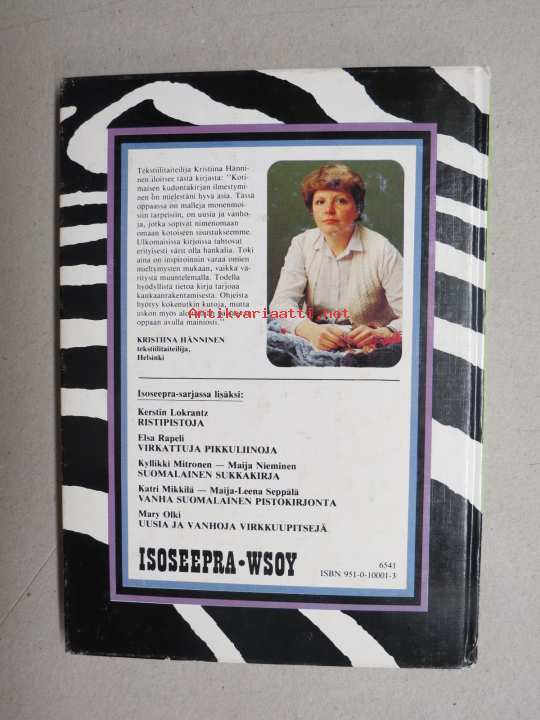 Tekstiilitaiteilija Kristiina Hänni-
nen iloitsee tästä kirjasta: "Koti-
maisen kudontakirjan ilmestymi-
nen on mielestäni hyvä asia. Tässä
oppaassa on malleja monenmoi-
siin tarpeisiin, on uusia ja vanho-
ja, jotka sopivat nimenomaan
omaan kotoiseen sisustukseemme.
Ulkomaisissa kirjoissa tahtovat
erityisesti värit olla hankalia. Toki
aina on inspiroinnin varaa omien
mieltymysten mukaan, vaikka vä-
ritystä muuntelemalla. Todella
hyödyllistä tietoa kirja tarjoaa
kankaanrakentamisesta. Ohjeista
hyötyy kokenutkin kutoja, mutta
uskon myös
oppaan avulla mainiosti."
KRISTIINA HÄNNINEN
tekstiilitaiteilija,
Helsinki
Antikvariaatti.net
Isoseepra-sarjassa lisäksi:
Kerstin Lokrantz
RISTIPISTOJA
Elsa Rapeli
VIRKATTUJA PIKKULIINOJA
Kyllikki Mitronen — Maija Nieminen
SUOMALAINEN SUKKAKIRJA
Katri Mikkilä — Maija-Leena Seppälä
VANHA SUOMALAINEN PISTOKIRJONTA
Mary Olki
UUSIA JA VANHOJA VIRKKUUPITSEJÄ
ISOSEEPRA-WSOY
6541
ISBN 951-0-10001-3